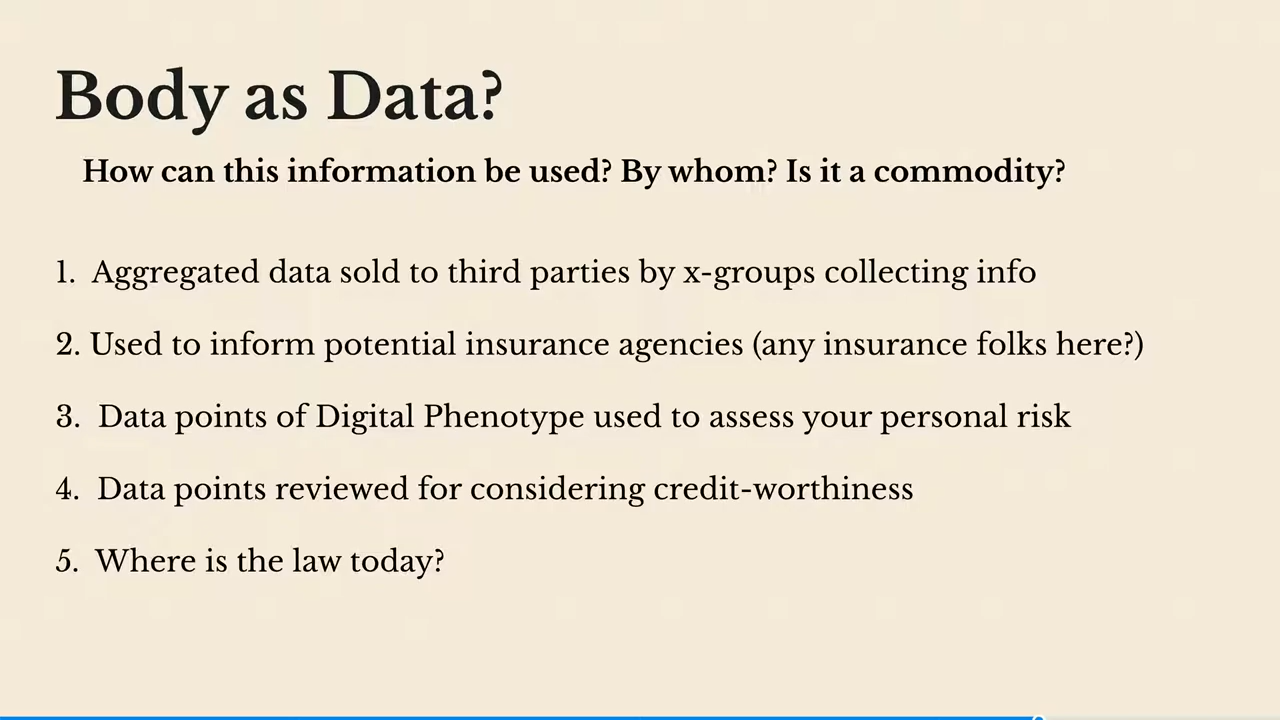 Body as Data?
How can this information be used? By whom? Is it a commodity?
1. Aggregated data sold to third parties by x-groups collecting info
2. Used to inform potential insurance agencies (any insurance folks here?)
3. Data points of Digital Phenotype used to assess your personal risk
4. Data points reviewed for considering credit-worthiness
5. Where is the law today?